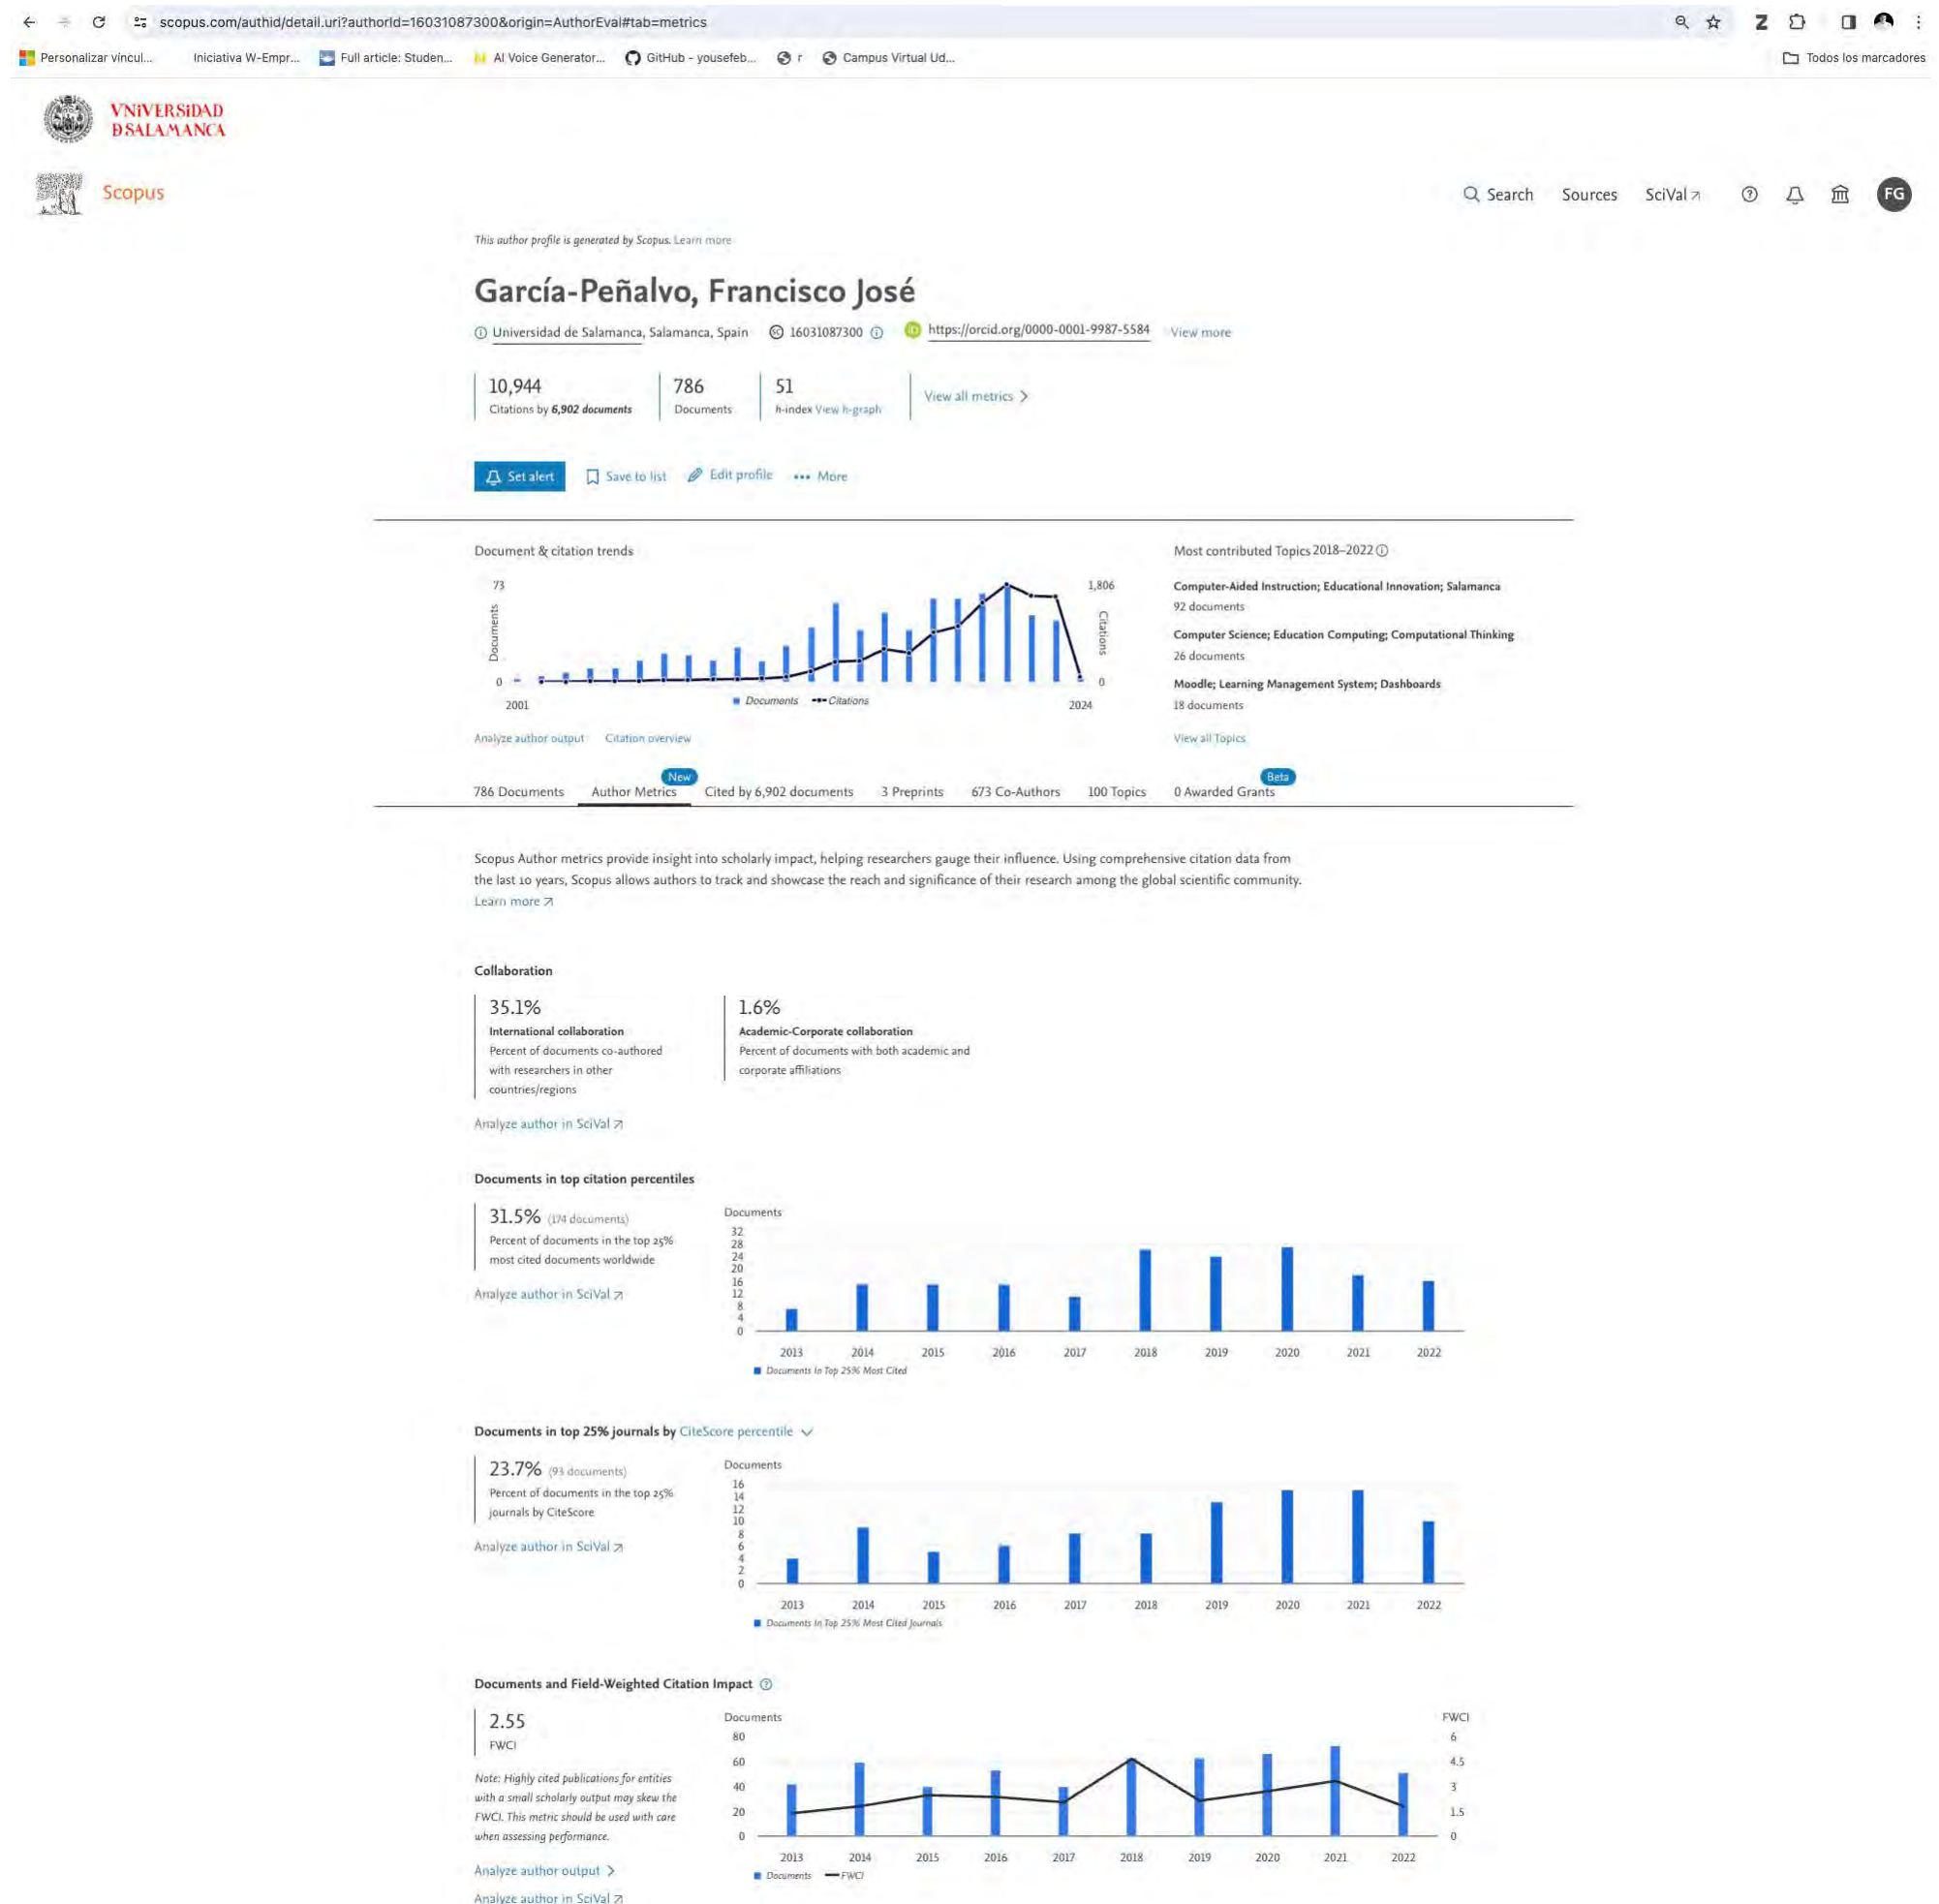 scopus.com/authid/detail.uri?authorId=16031087300&origin=AuthorEval#tab=metrics
Z
Personalizar víncul... Iniciativa W-Empr... Full article: Studen... AI Voice Generator... GitHub - yousefeb... r Campus Virtual Ud... Todos los marcadores
VNiVERSiDAD
D SALAMANCA
Scopus
Search Sources SciVal FG
This author profile is generated by Scopus. Learn more
García-Peñalvo, Francisco José
Universidad de Salamanca, Salamanca, Spain SC 16031087300 iD https://orcid.org/0000-0001-9987-5584 View more
10,944 786 51
Citations by 6,902 documents Documents h-index View h-graph View all metrics
Set alert Save to list Edit profile More
Document & citation trends
73 1,806
Documents Citations
0 0
2001 2024
Documents Citations
Analyze author output Citation overview
Most contributed Topics 2018–2022
Computer-Aided Instruction; Educational Innovation; Salamanca
92 documents
Computer Science; Education Computing; Computational Thinking
26 documents
Moodle; Learning Management System; Dashboards
18 documents
View all Topics
New Beta
786 Documents Author Metrics Cited by 6,902 documents 3 Preprints 673 Co-Authors 100 Topics 0 Awarded Grants
Scopus Author metrics provide insight into scholarly impact, helping researchers gauge their influence. Using comprehensive citation data from
the last 10 years, Scopus allows authors to track and showcase the reach and significance of their research among the global scientific community.
Learn more
Collaboration
35.1%
International collaboration
Percent of documents co-authored
with researchers in other
countries/regions
1.6%
Academic-Corporate collaboration
Percent of documents with both academic and
corporate affiliations
Analyze author in SciVal
Documents in top citation percentiles
31.5% (174 documents)
Percent of documents in the top 25%
most cited documents worldwide
Analyze author in SciVal
Documents
32
28
24
20
16
12
8
4
0
2013 2014 2015 2016 2017 2018 2019 2020 2021 2022
Documents In Top 25% Most Cited
Documents in top 25% journals by CiteScore percentile
23.7% (93 documents)
Percent of documents in the top 25%
journals by CiteScore
Analyze author in SciVal
Documents
16
14
12
10
8
6
4
2
0
2013 2014 2015 2016 2017 2018 2019 2020 2021 2022
Documents In Top 25% Most Cited Journals
Documents and Field-Weighted Citation Impact
2.55
FWCI
Note: Highly cited publications for entities
with a small scholarly output may skew the
FWCI. This metric should be used with care
when assessing performance.
Analyze author output
Analyze author in SciVal
Documents FWCI
80 6
60 4.5
40 3
20 1.5
0 0
2013 2014 2015 2016 2017 2018 2019 2020 2021 2022
Documents FWCI